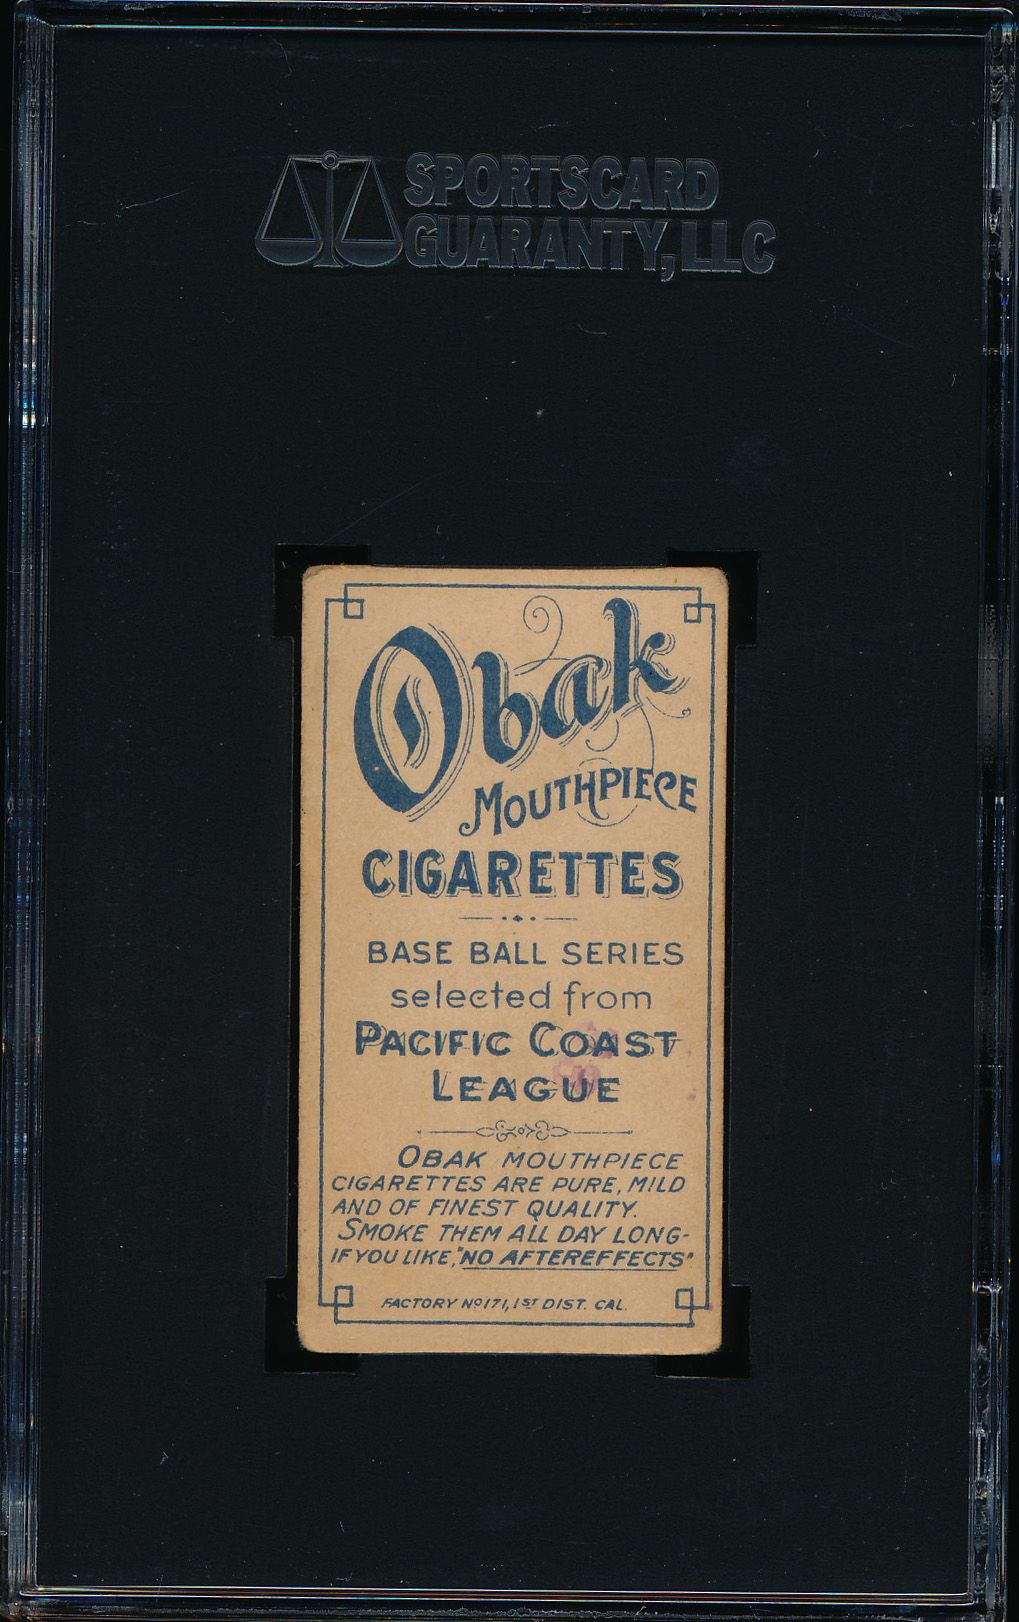 SPORTSCARD
GUARANTY, LLC
Obak
MOUTHPIECE
CIGARETTES
BASE BALL SERIES
selected from
PACIFIC COAST
LEAGUE
OBAK MOUTHPIECE
CIGARETTES ARE PURE, MILD
AND OF FINEST QUALITY.
SMOKE THEM ALL DAY LONG-
IF YOU LIKE, "NO AFTEREFFECTS"
FACTORY No 171, 1ST DIST. CAL.